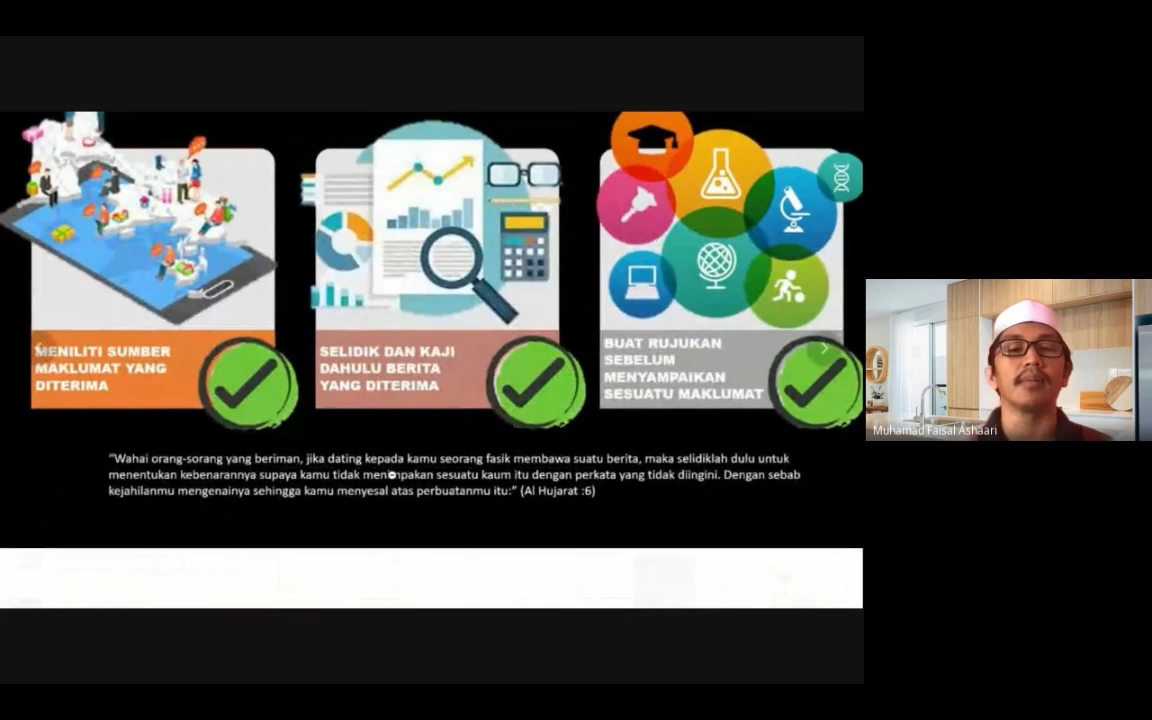 MENILITI SUMBER
MAKLUMAT YANG
DITERIMA
SELIDIK DAN KAJI
DAHULU BERITA
YANG DITERIMA
BUAT RUJUKAN
SEBELUM
MENYAMPAIKAN
SESUATU MAKLUMAT
“Wahai orang-sorang yang beriman, jika dating kepada kamu seorang fasik membawa suatu berita, maka selidiklah dulu untuk
menentukan kebenarannya supaya kamu tidak sesuatu kaum itu dengan perkata yang tidak diingini. Dengan sebab
kejahilanmu mengenainya sehingga kamu menyesal atas perbuatanmu itu:” (Al Hujarat :6)
Muhamad Faisal Ashaari